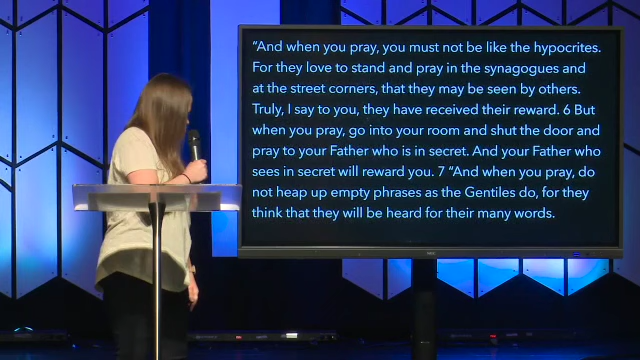 “And when you pray, you must not be like the hypocrites.
For they love to stand and pray in the synagogues and
at the street corners, that they may be seen by others.
Truly, I say to you, they have received their reward. 6 But
when you pray, go into your room and shut the door and
pray to your Father who is in secret. And your Father who
sees in secret will reward you. 7 “And when you pray, do
not heap up empty phrases as the Gentiles do, for they
think that they will be heard for their many words.
NEC